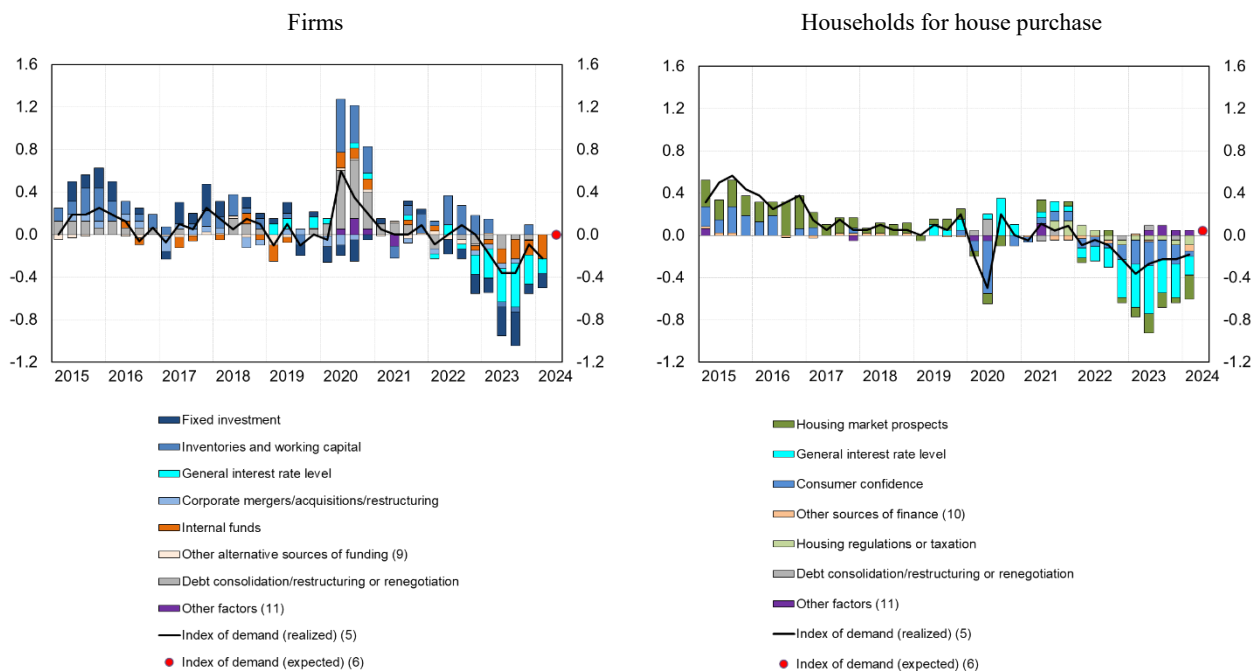 Firms
1.6 1.6
1.2 1.2
0.8 0.8
0.4 0.4
0.0 0.0
-0.4 -0.4
-0.8 -0.8
-1.2 -1.2
2015 2016 2017 2018 2019 2020 2021 2022 2023 2024
Fixed investment
Inventories and working capital
General interest rate level
Corporate mergers/acquisitions/restructuring
Internal funds
Other alternative sources of funding (9)
Debt consolidation/restructuring or renegotiation
Other factors (11)
Index of demand (realized) (5)
Index of demand (expected) (6)
Households for house purchase
1.6 1.6
1.2 1.2
0.8 0.8
0.4 0.4
0.0 0.0
-0.4 -0.4
-0.8 -0.8
-1.2 -1.2
2015 2016 2017 2018 2019 2020 2021 2022 2023 2024
Housing market prospects
General interest rate level
Consumer confidence
Other sources of finance (10)
Housing regulations or taxation
Debt consolidation/restructuring or renegotiation
Other factors (11)
Index of demand (realized) (5)
Index of demand (expected) (6)